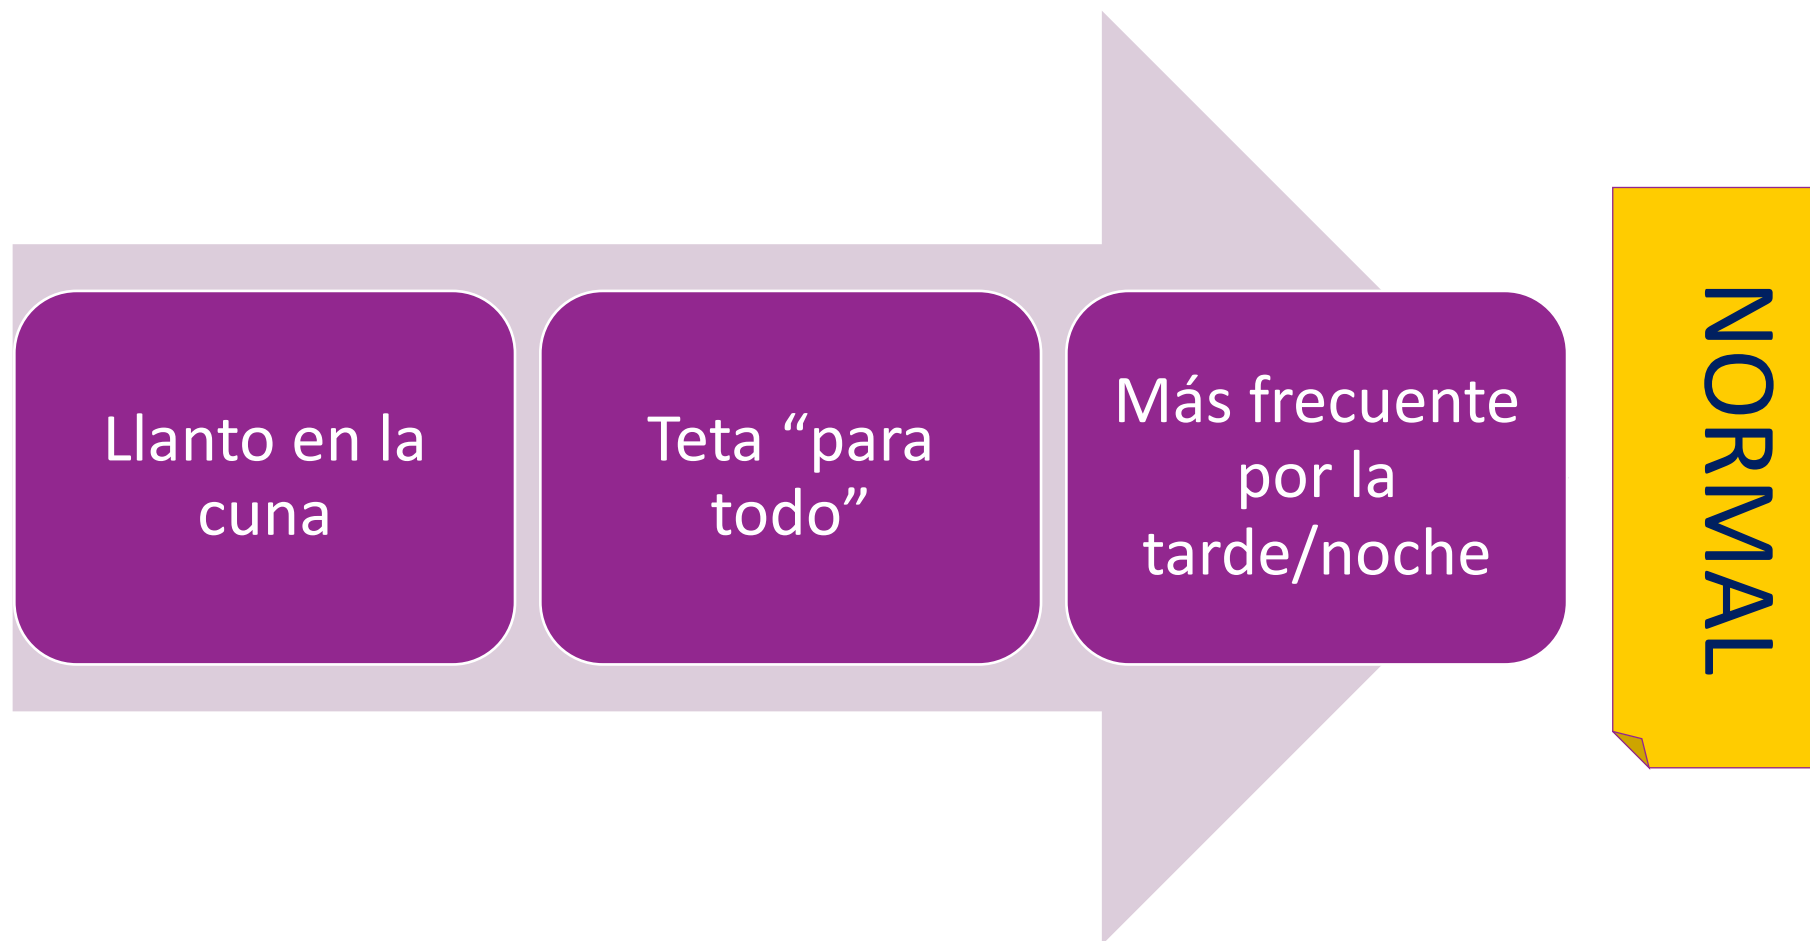 Llanto en la
cuna
Teta “para
todo”
Más frecuente
por la
tarde/noche
NORMAL